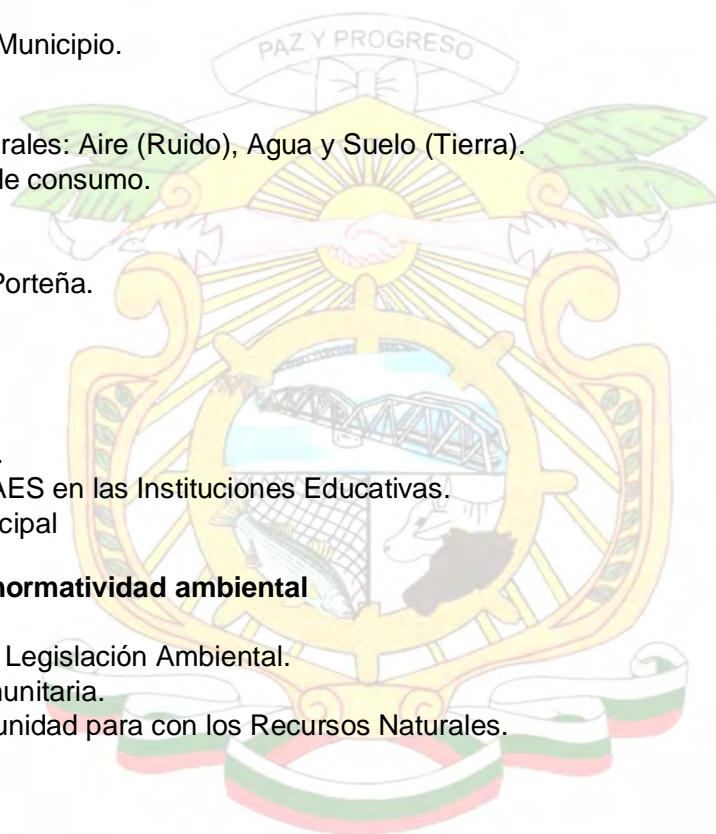 PAZ Y PROGRESO
Municipio.
rales: Aire (Ruido), Agua y Suelo (Tierra).
de consumo.
Porteña.
.
AES en las Instituciones Educativas.
cipal
normatividad ambiental
Legislación Ambiental.
munitaria.
unidad para con los Recursos Naturales.